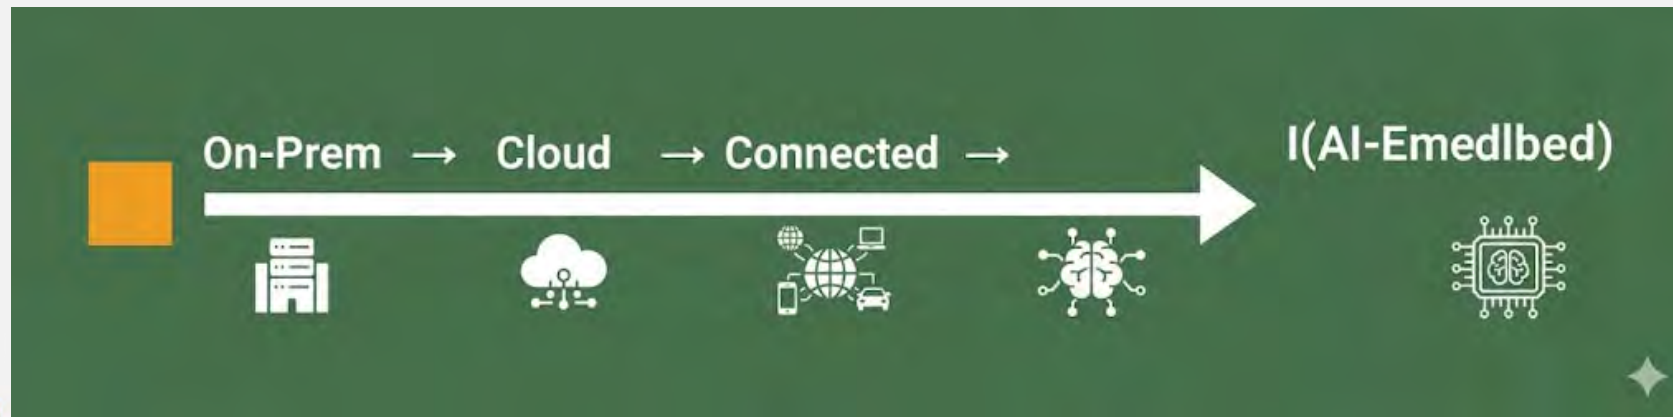 On-Prem → Cloud → Connected →
I(AI-Emedlbed)